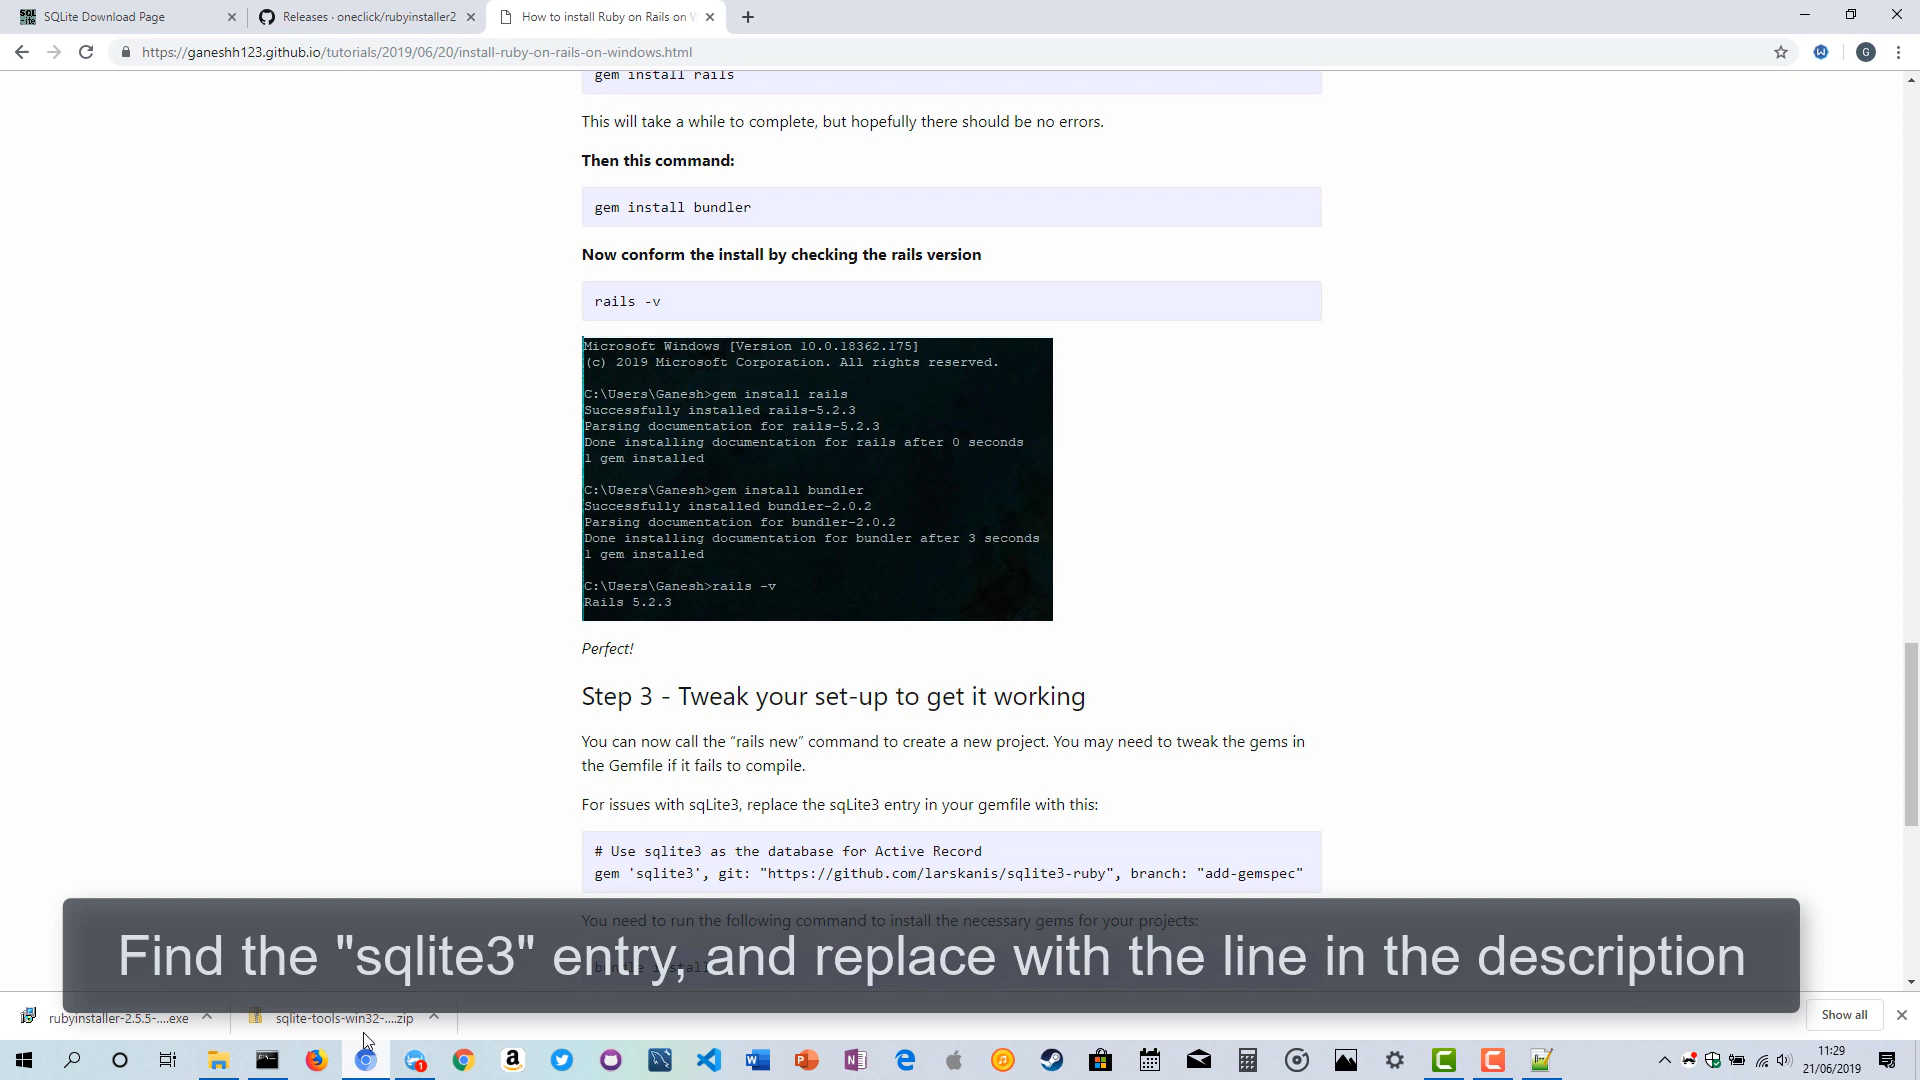 SQLite Download Page
Releases · oneclick/rubyinstaller2
How to install Ruby on Rails on W
https://ganeshh123.github.io/tutorials/2019/06/20/install-ruby-on-rails-on-windows.html
G
gem install rails
This will take a while to complete, but hopefully there should be no errors.
Then this command:
gem install bundler
Now conform the install by checking the rails version
rails -v
Microsoft Windows [Version 10.0.18362.175]
(c) 2019 Microsoft Corporation. All rights reserved.
C:\Users\Ganesh>gem install rails
Successfully installed rails-5.2.3
Parsing documentation for rails-5.2.3
Done installing documentation for rails after 0 seconds
1 gem installed
C:\Users\Ganesh>gem install bundler
Successfully installed bundler-2.0.2
Parsing documentation for bundler-2.0.2
Done installing documentation for bundler after 3 seconds
1 gem installed
C:\Users\Ganesh>rails -v
Rails 5.2.3
Perfect!
Step 3 - Tweak your set-up to get it working
You can now call the “rails new” command to create a new project. You may need to tweak the gems in
the Gemfile if it fails to compile.
For issues with sqLite3, replace the sqLite3 entry in your gemfile with this:
# Use sqlite3 as the database for Active Record
gem 'sqlite3', git: "https://github.com/larskanis/sqlite3-ruby", branch: "add-gemspec"
You need to run the following command to install the necessary gems for your projects:
bundle install
Find the "sqlite3" entry, and replace with the line in the description
rubyinstaller-2.5.5-....exe
sqlite-tools-win32-....zip
Show all
11:29
21/06/2019